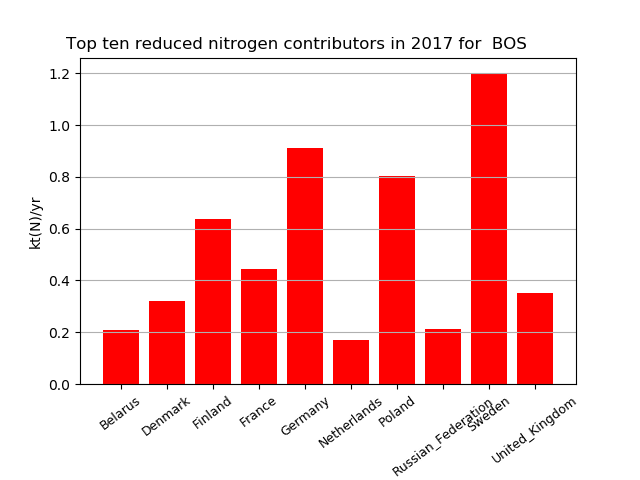 Top ten reduced nitrogen contributors in 2017 for  BOS
kt(N)/yr
1.2
1.0
0.8
0.6
0.4
0.2
0.0
Belarus
Denmark
Finland
France
Germany
Netherlands
Poland
Russian_Federation
Sweden
United_Kingdom